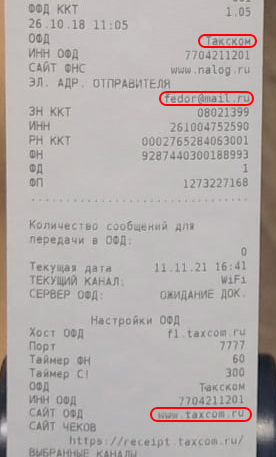 ФФД ККТ 1.05
26.10.18 11:05
ОФД Такском
ИНН ОФД 7704211201
САЙТ ФНС www.nalog.ru
ЭЛ. АДР. ОТПРАВИТЕЛЯ
fedor@mail.ru
ЗН ККТ 08021399
ИНН 261004752590
РН ККТ 0002765284063001
ФН 9287440300188993
ФД 1
ФП 1273227168
Количество сообщений для
передачи в ОФД:
0
Текущая дата 11.11.21 16:41
ТЕКУЩИЙ КАНАЛ: WiFi
СЕРВЕР ОФД: ОЖИДАНИЕ ДОК.
Настройки ОФД
Хост ОФД f1.taxcom.ru
Порт 7777
Таймер ФН 60
Таймер С! 300
ОФД Такском
ИНН ОФД 7704211201
САЙТ ОФД www.taxcom.ru
САЙТ ЧЕКОВ
https://receipt.taxcom.ru/
ВЫБРАННЫЕ КАНАЛЫ